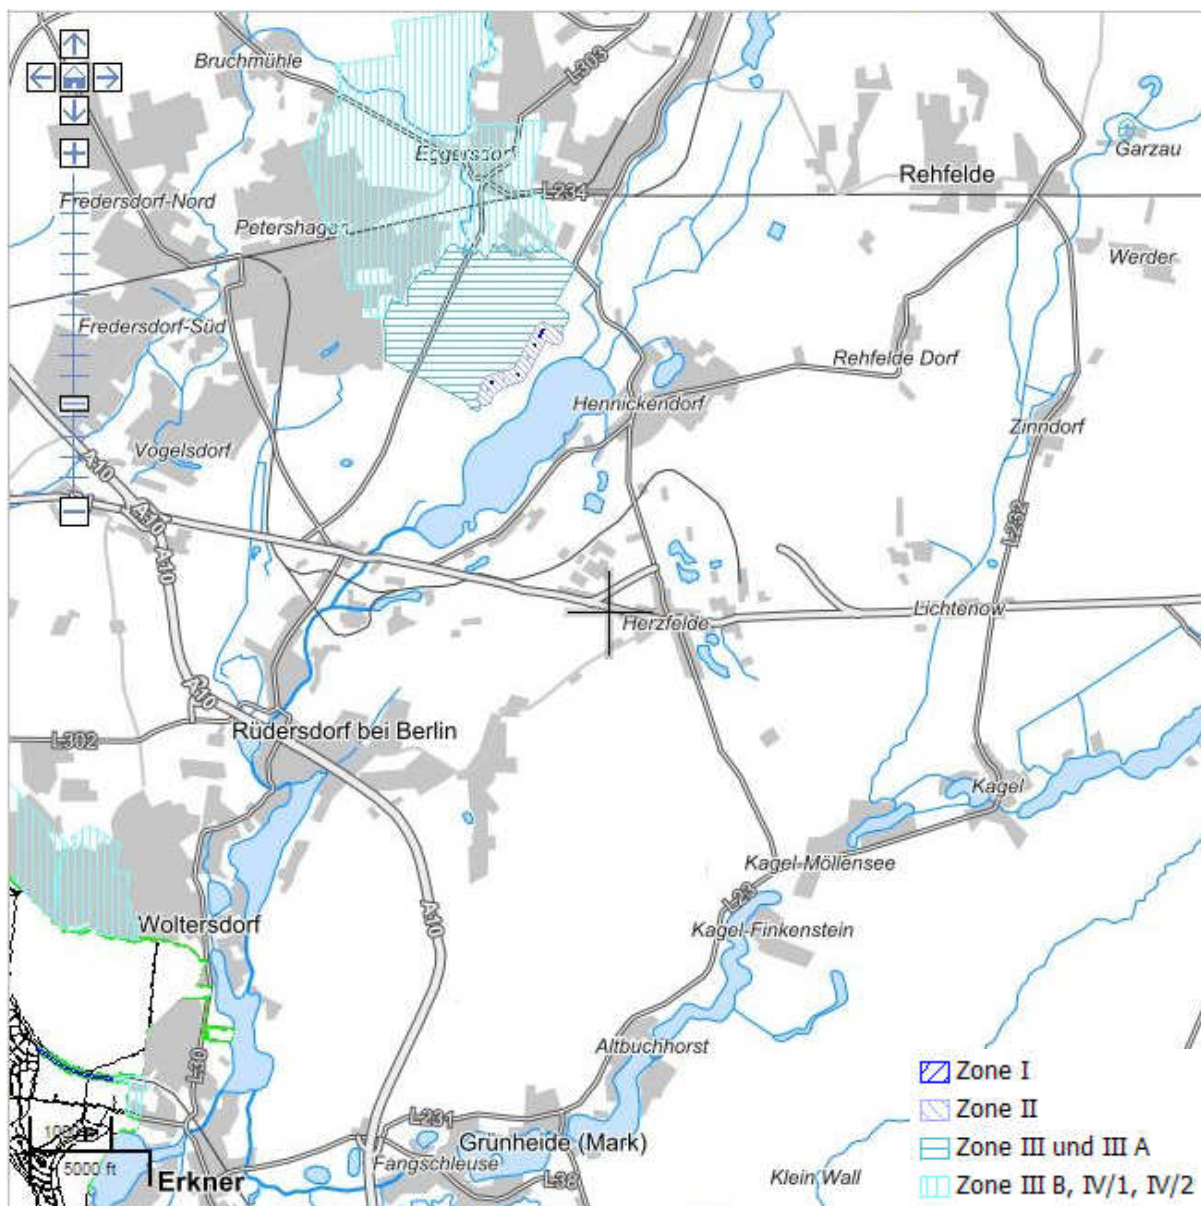 Bruchmühle
L303
Eggersdorf
Garzau
Rehfelde
L234
Fredersdorf-Nord
Petershagen
Werder
Fredersdorf-Süd
Rehfelde Dorf
Hennickendorf
Zinndorf
Vogelsdorf
A10
A10
A10
L232
Lichtenow
Herzfelde
A10
Rüdersdorf bei Berlin
L302
Kagel
Kagel-Möllensee
L23
A10
Woltersdorf
Kagel-Finkenstein
Altbuchhorst
L30
Zone I
Zone II
L231
Grünheide (Mark)
Zone III und III A
5000 ft
Fangschleuse
Erkner
L38
Klein Wall
Zone III B, IV/1, IV/2